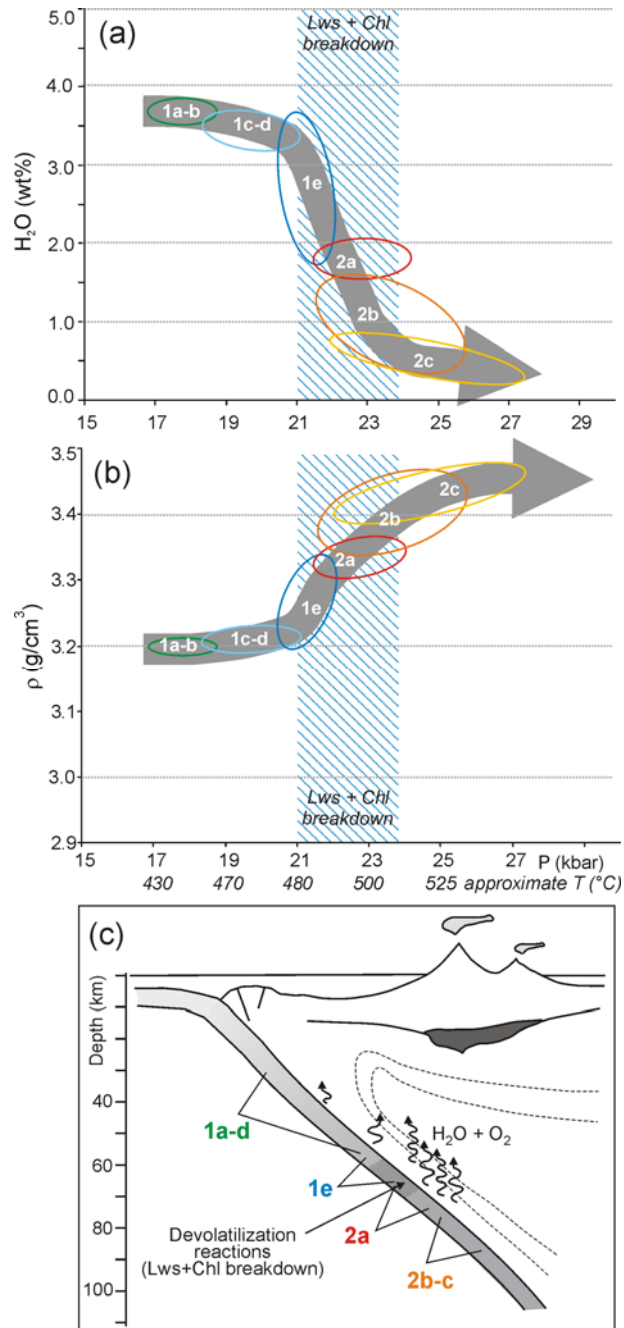 (a)
Lws + Chl
breakdown
H₂O (wt%)
5.0
4.0
3.0
2.0
1.0
0.0
1a-b
1c-d
1e
2a
2b
2c
15 17 19 21 23 25 27 29
(b)
ρ (g/cm³)
3.5
3.4
3.3
3.2
3.1
3.0
2.9
2c
2b
2a
1e
1a-b
1c-d
Lws + Chl
breakdown
15 17 19 21 23 25 27 P (kbar)
430 470 480 500 525 approximate T (°C)
(c)
Depth (km)
40
60
80
100
H₂O + O₂
1a-d
1e
2a
Devolatilization
reactions
(Lws+Chl breakdown)
2b-c